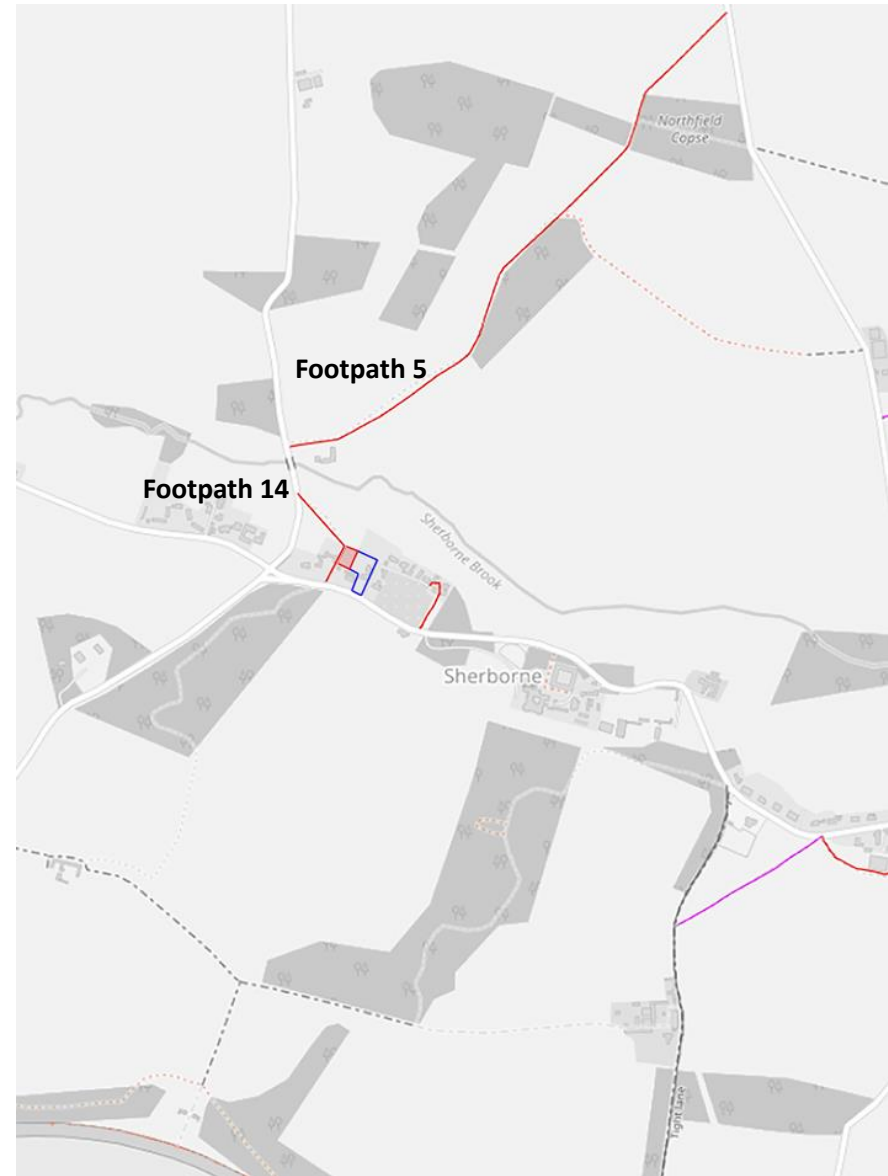 Northfield
Copse
Footpath 5
Footpath 14
Sherborne Brook
Sherborne
Tight lane